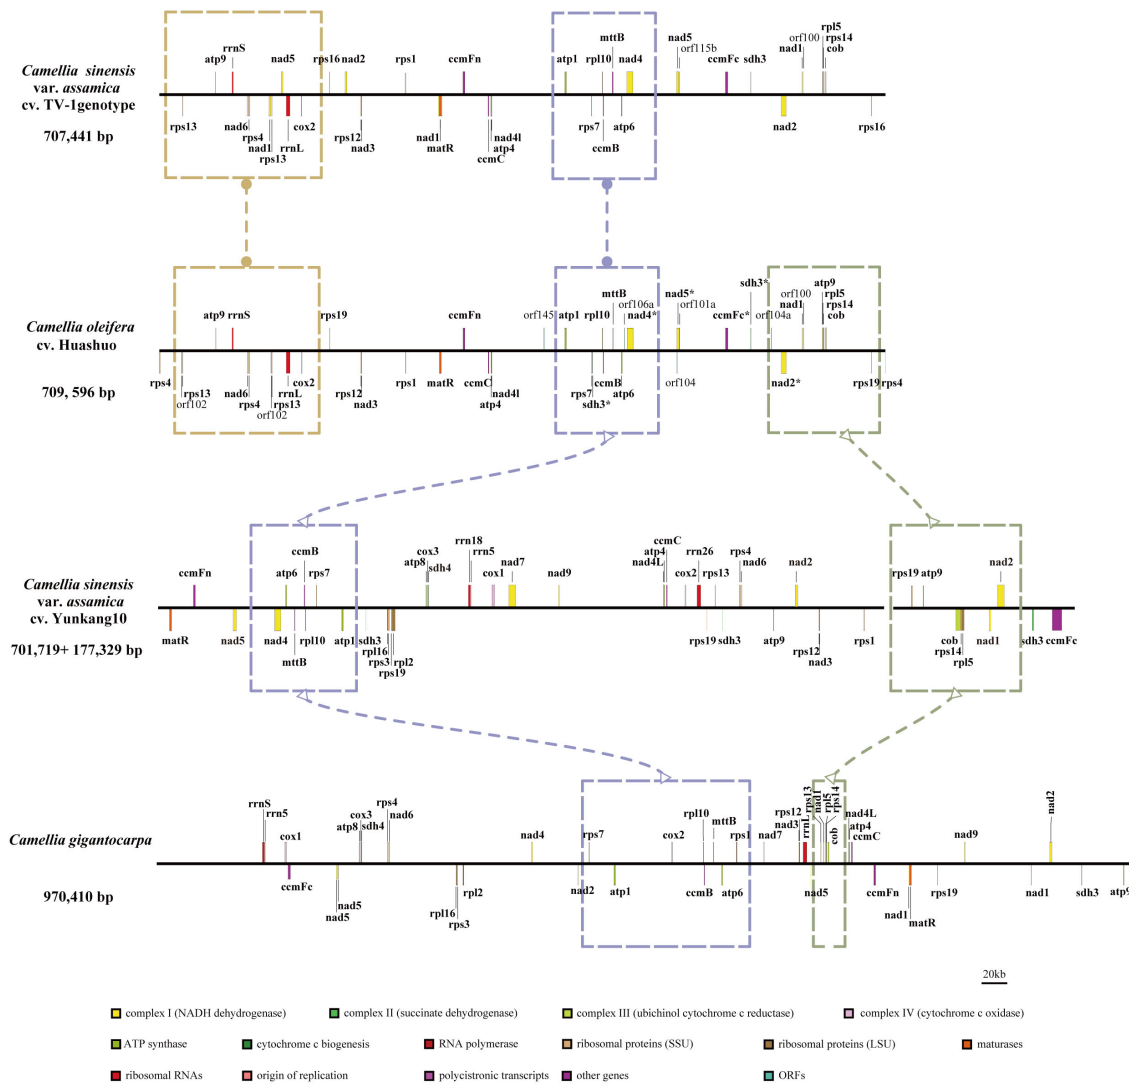 mttB
rpl5
nad5
orf100
rps14
rrnS
orf115b
nad1
cob
atp9
nad5
rps16
nad2
rps1
ccmFn
atp1
rpl10
nad4
ccmFc
sdh3
Camellia sinensis
var. assamica
cv. TV-1genotype
707,441 bp
rps13
nad6
cox2
rps12
nad1
nad4l
rps7
atp6
nad2
rps16
rps4
rrnL
nad3
matR
atp4
ccmB
nad1
ccmC
rps13
sdh3*
orf100
atp9
mttB
nad5*
nad1
rpl5
orf106a
orf101a
rps14
atp9
rrnS
rps19
ccmFn
orf145
atp1
rpl10
nad4*
ccmFc*
orf104a
cob
Camellia oleifera
cv. Huashuo
709, 596 bp
rps4
rps13
nad6
cox2
rps12
rps1
matR
ccmC
nad4l
rps7
ccmB
atp6
orf104
nad2*
rps19
rps4
orf102
rps4
rrnL
nad3
atp4
sdh3*
rps13
orf102
rrn18
ccmC
ccmB
cox3
rrn5
atp4
rrn26
rps4
ccmFn
atp6
rps7
atp8
sdh4
cox1
nad7
nad9
nad4L
cox2
rps13
nad6
nad2
rps19
atp9
nad2
Camellia sinensis
var. assamica
cv. Yunkang10
701,719+ 177,329 bp
matR
nad5
nad4
rpl10
atp1
sdh3
rps19
sdh3
atp9
rps12
rps1
cob
nad1
sdh3
ccmFc
mttB
rpl16
rps3
rpl2
rps19
nad3
rps14
rpl5
rps13
nad1
rpl5
rps14
rrnS
rps4
nad2
rrn5
cox3
nad6
rpl10
mttB
rps12
rrnL
nad4L
cox1
atp8
sdh4
nad4
rps7
cox2
rps1
nad7
nad3
cob
atp4
ccmC
nad9
Camellia gigantocarpa
970,410 bp
ccmFc
nad5
nad5
rpl16
rps3
rpl2
nad2
atp1
ccmB
atp6
nad5
ccmFn
nad1
matR
rps19
nad1
sdh3
atp9
20kb
complex I (NADH dehydrogenase)
complex II (succinate dehydrogenase)
complex III (ubichinol cytochrome c reductase)
complex IV (cytochrome c oxidase)
ATP synthase
cytochrome c biogenesis
RNA polymerase
ribosomal proteins (SSU)
ribosomal proteins (LSU)
maturases
ribosomal RNAs
origin of replication
polycistronic transcripts
other genes
ORFs